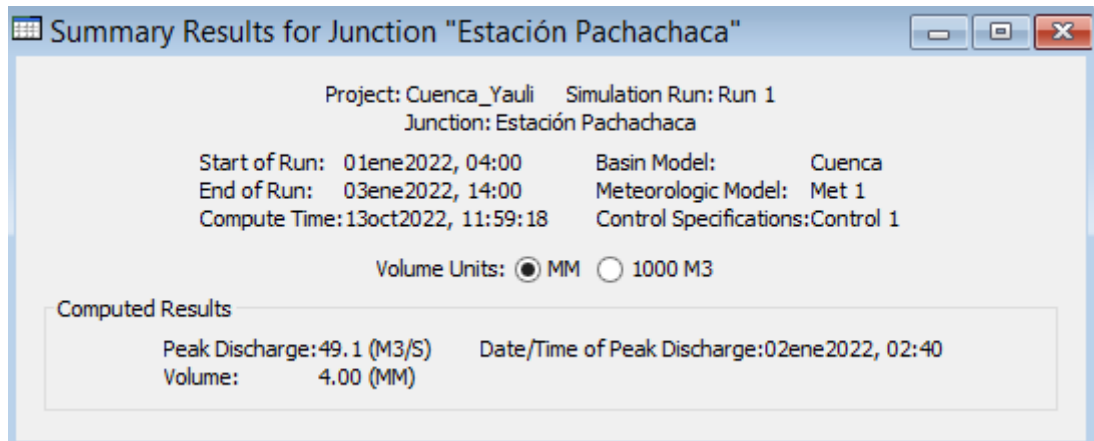 Summary Results for Junction "Estación Pachachaca"
Project: Cuenca_Yauli Simulation Run: Run 1
Junction: Estación Pachachaca
Start of Run: 01ene2022, 04:00 Basin Model: Cuenca
End of Run: 03ene2022, 14:00 Meteorologic Model: Met 1
Compute Time:13oct2022, 11:59:18 Control Specifications:Control 1
Volume Units: MM 1000 M3
Computed Results
Peak Discharge:49.1 (M3/S) Date/Time of Peak Discharge:02ene2022, 02:40
Volume: 4.00 (MM)